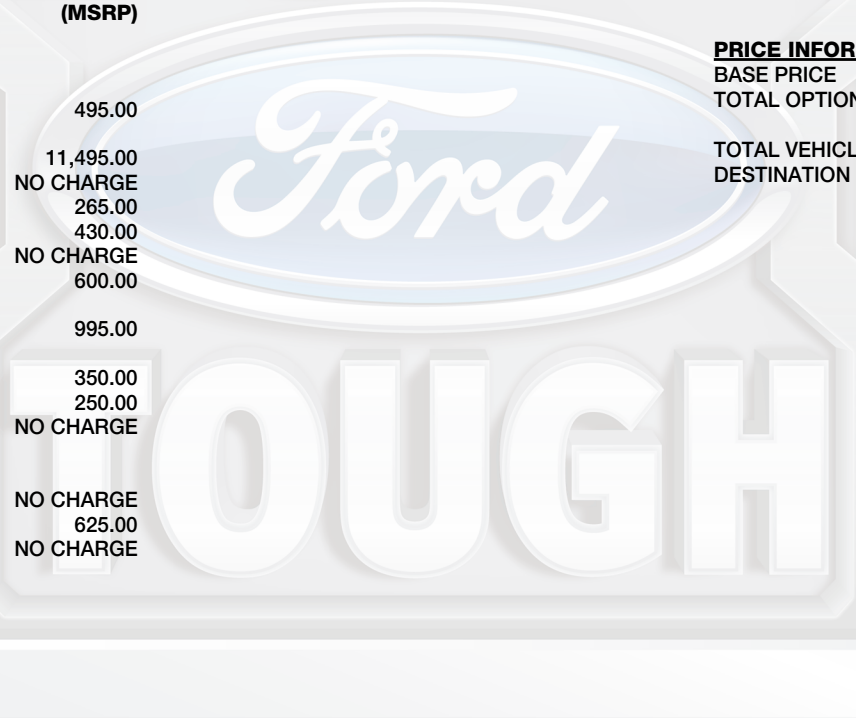 (MSRP)
495.00
11,495.00
NO CHARGE
265.00
430.00
NO CHARGE
600.00
995.00
350.00
250.00
NO CHARGE
NO CHARGE
625.00
NO CHARGE
PRICE INFOR
BASE PRICE
TOTAL OPTION
TOTAL VEHICL
DESTINATION
Ford
TOUGH